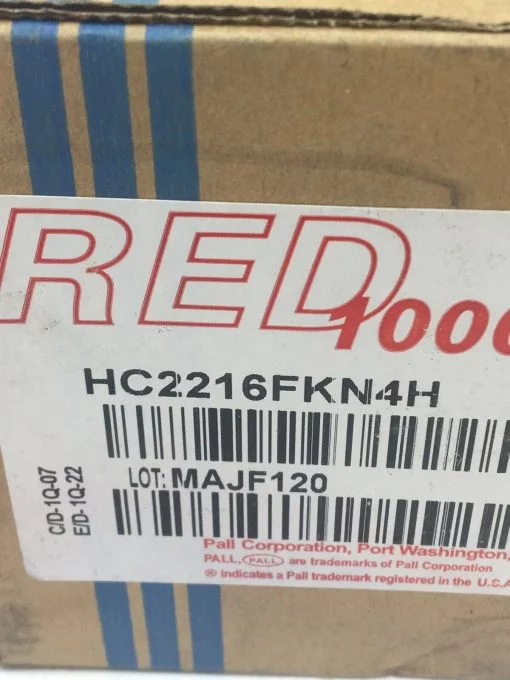 RED1000
HC2216FKN4H
LOT: MAJF120
C/D-1Q-07
E/D-1Q-22
Pall Corporation, Port Washington,
PALL, PALL are trademarks of Pall Corporation
® indicates a Pall trademark registered in the U.S.A